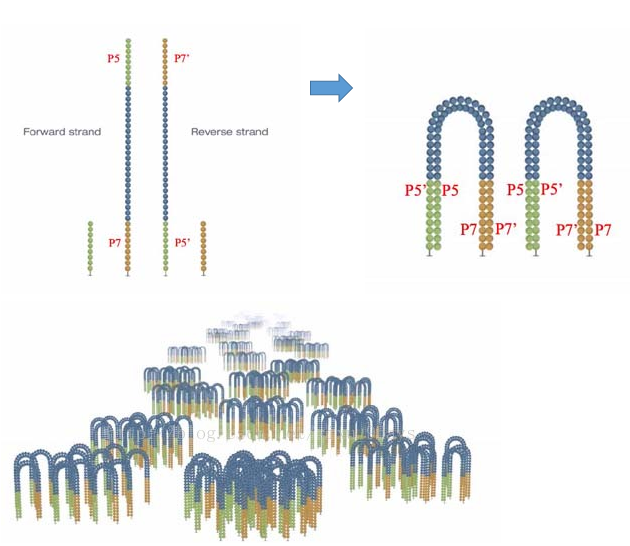 P5 P7’
Forward strand Reverse strand
P7 P5’
P5’ P5 P5 P5’
P7 P7’ P7’ P7